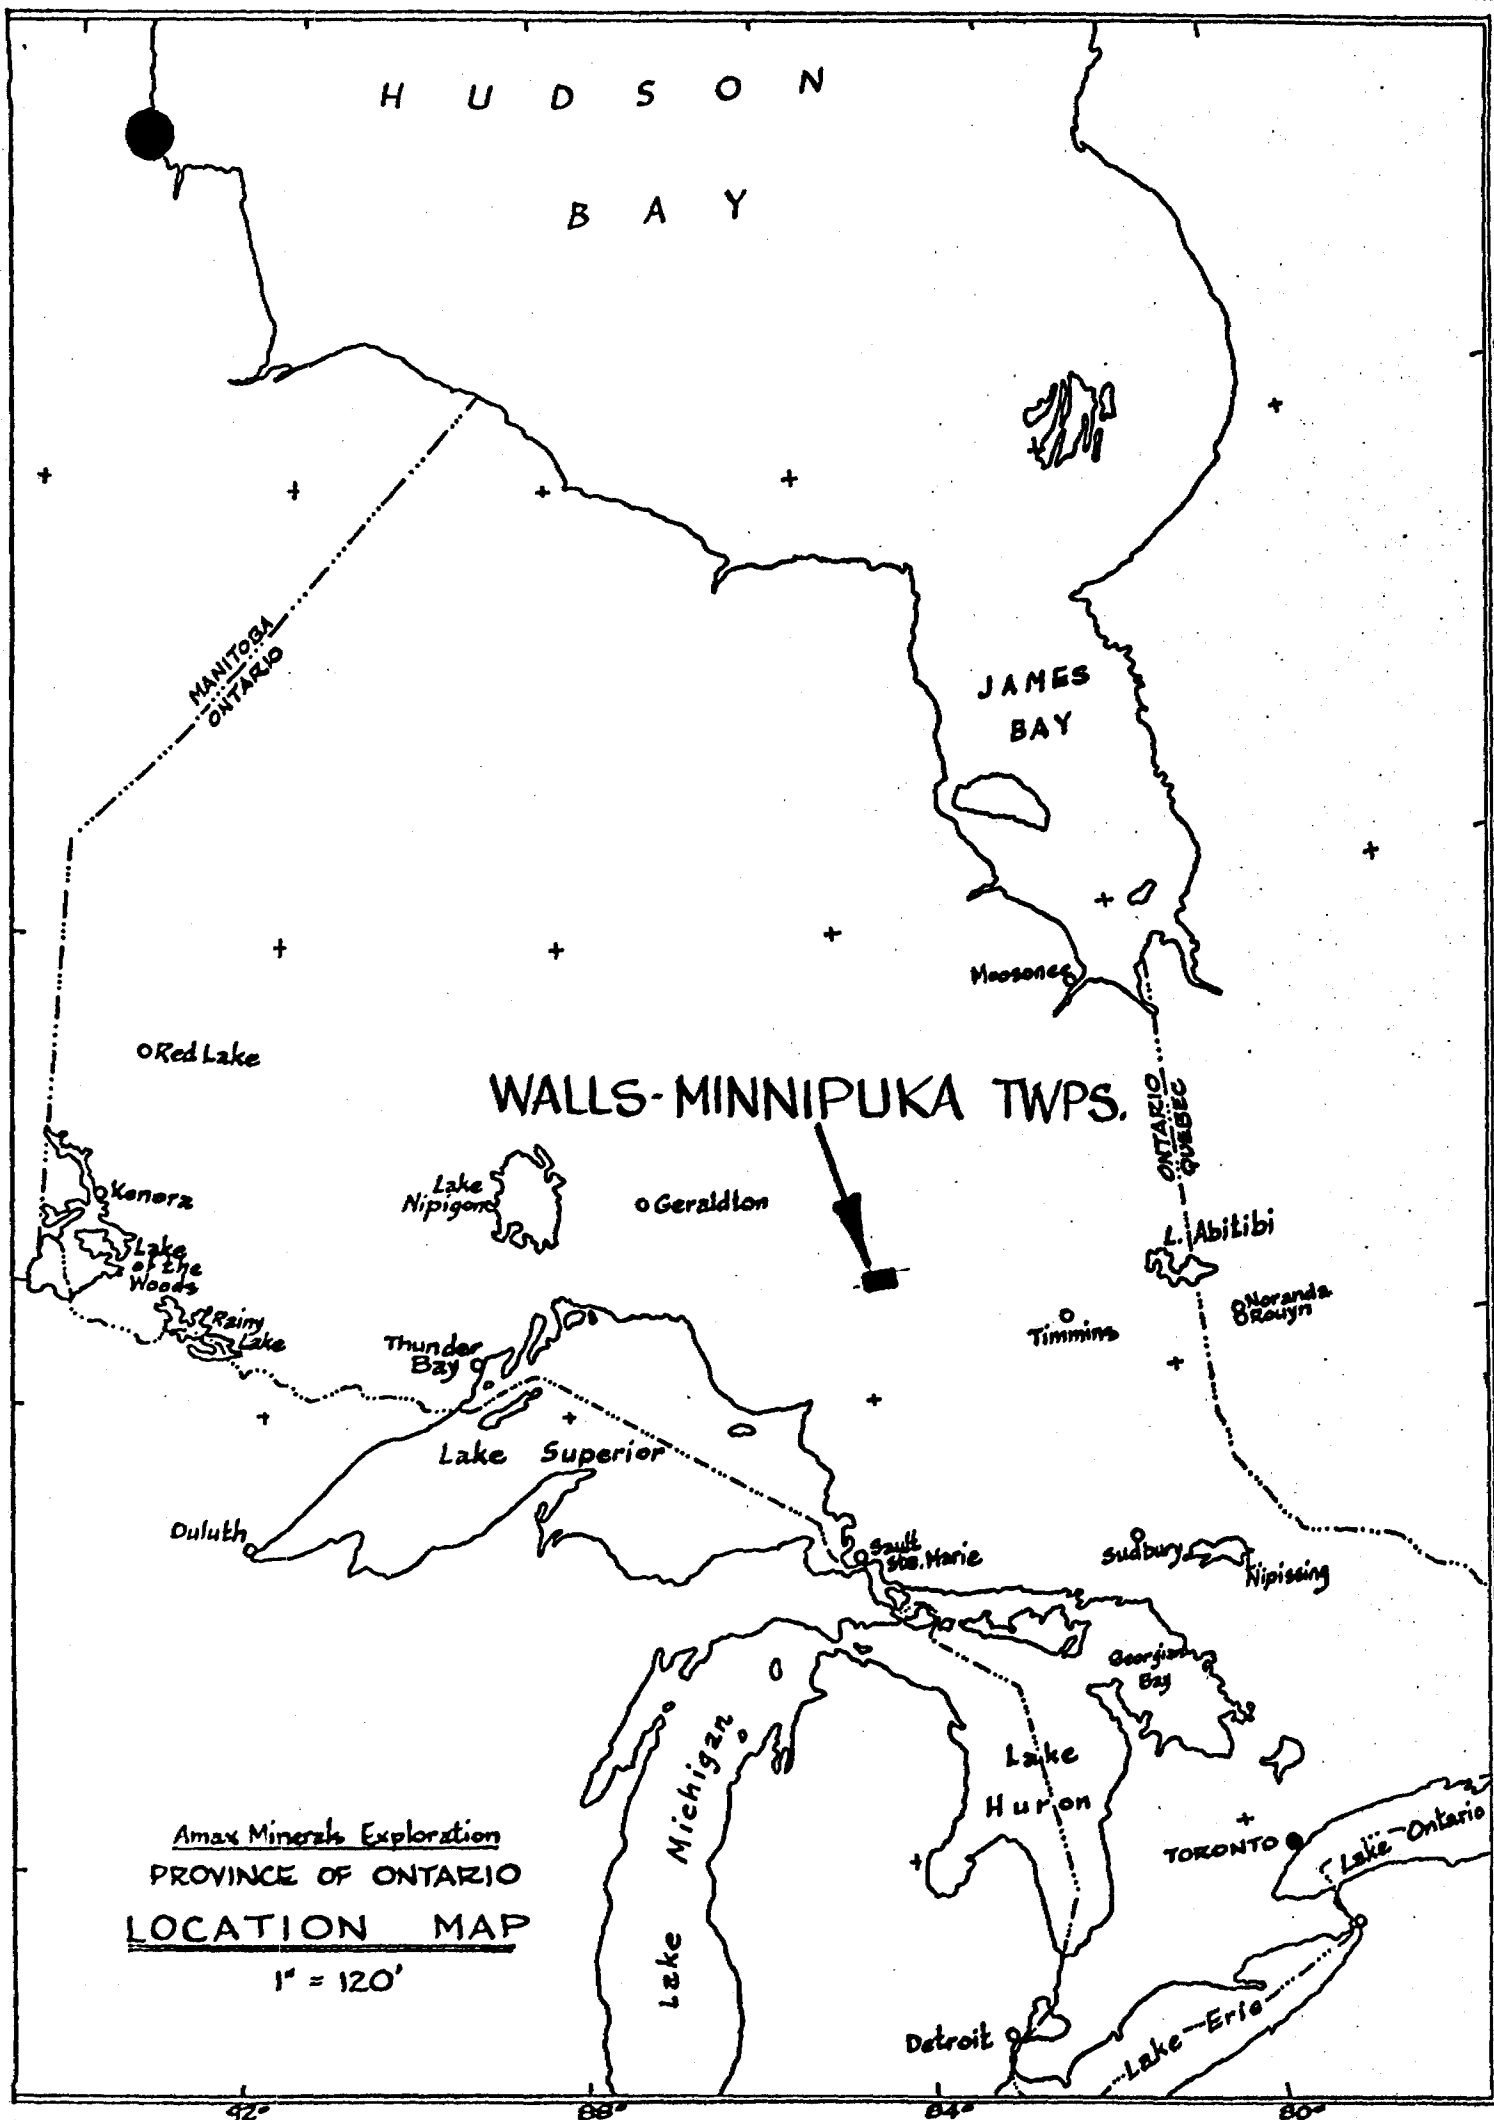 HUDSON
BAY
MANITOBA
ONTARIO
JAMES
BAY
Moosonee
Red Lake
WALLS-MINNIPUKA TWPS.
ONTARIO
QUEBEC
Kenora
Lake
Nipigon
Geraldton
L. Abitibi
Lake
of the
Woods
Rainy
Lake
Noranda
Rouyn
Timmins
Thunder
Bay
Lake Superior
Duluth
Sault
Ste. Marie
Sudbury
Nipissing
Georgian
Bay
Lake Michigan
Lake
Huron
Amax Minerals Exploration
PROVINCE OF ONTARIO
LOCATION MAP
1" = 120'
TORONTO
Lake Ontario
Detroit
Lake Erie
92° 88° 84° 80°